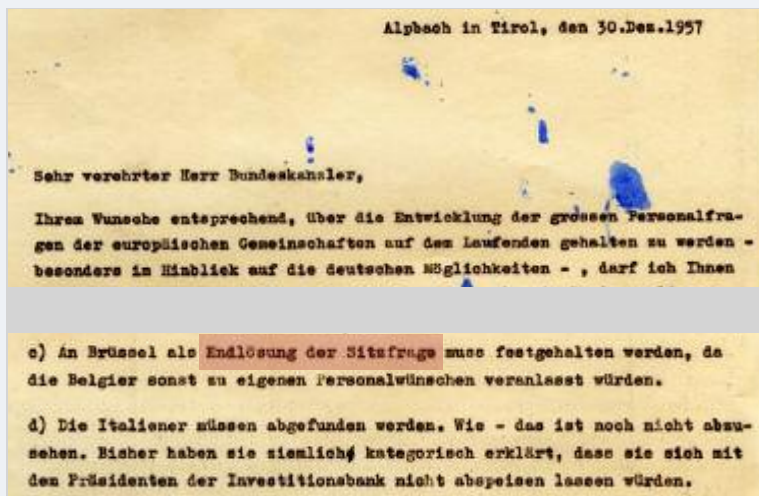 Alpbach in Tirol, den 30.Dez.1957
Sehr verehrter Herr Bundeskanzler,
Ihrem Wunsche entsprechend, über die Entwicklung der grossen Personalfra-
gen der europäischen Gemeinschaften auf dem Laufenden gehalten zu werden -
besonders im Hinblick auf die deutschen Möglichkeiten - , darf ich Ihnen
c) An Brüssel als Endlösung der Sitzfrage muss festgehalten werden, da
die Belgier sonst zu eigenen Personalwünschen veranlasst würden.
d) Die Italiener müssen abgefunden werden. Wie - das ist noch nicht abzu-
sehen. Bisher haben sie ziemlich kategorisch erklärt, dass sie sich mit
dem Präsidenten der Investitionsbank nicht abspeisen lassen würden.